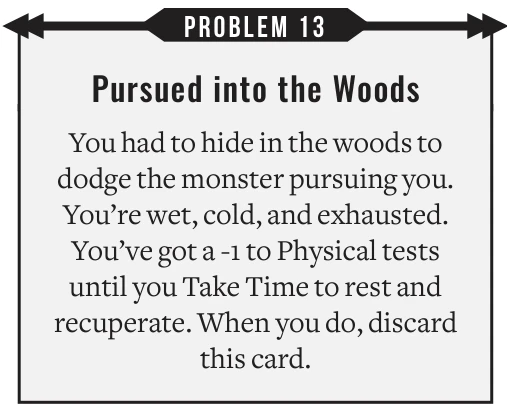 PROBLEM 13
Pursued into the Woods
You had to hide in the woods to
dodge the monster pursuing you.
You're wet, cold, and exhausted.
You've got a -1 to Physical tests
until you Take Time to rest and
recuperate. When you do, discard
this card.